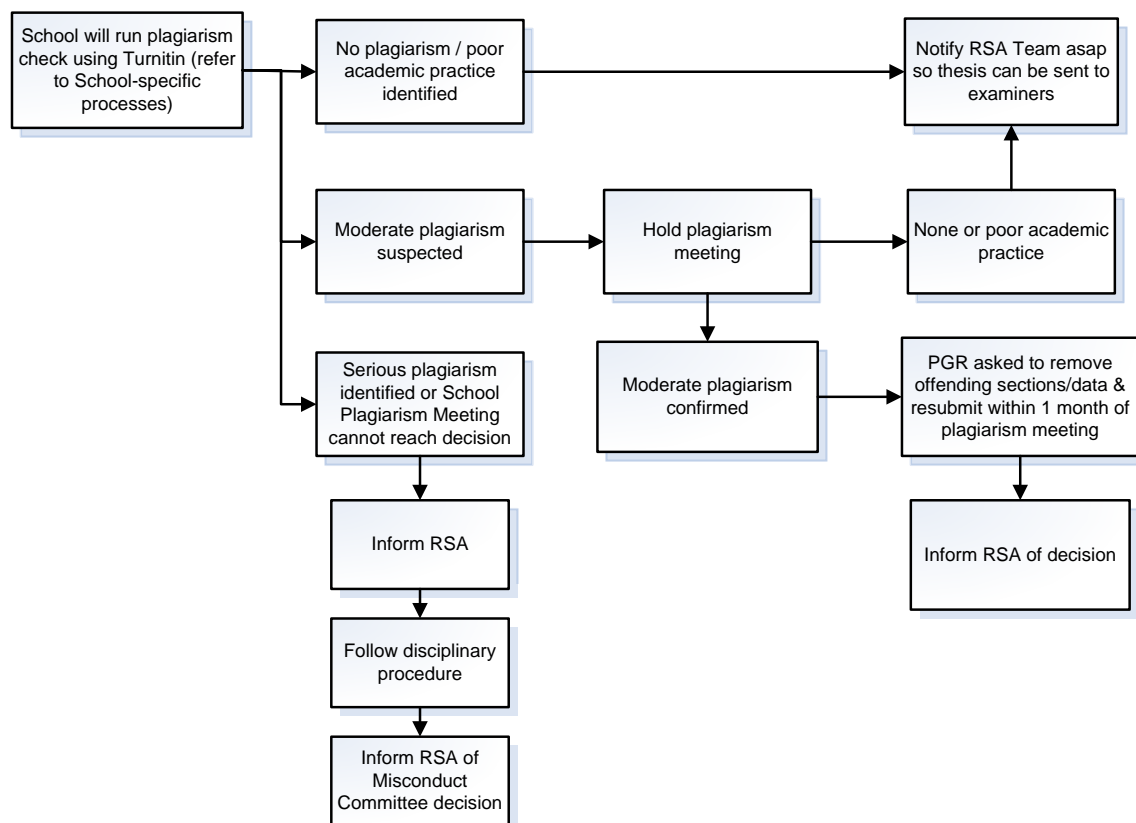 School will run plagiarism
check using Turnitin (refer
to School-specific
processes)
No plagiarism / poor
academic practice
identified
Notify RSA Team asap
so thesis can be sent to
examiners
Moderate plagiarism
suspected
Hold plagiarism
meeting
None or poor academic
practice
Serious plagiarism
identified or School
Plagiarism Meeting
cannot reach decision
Moderate plagiarism
confirmed
PGR asked to remove
offending sections/data &
resubmit within 1 month of
plagiarism meeting
Inform RSA
Inform RSA of decision
Follow disciplinary
procedure
Inform RSA of
Misconduct
Committee decision